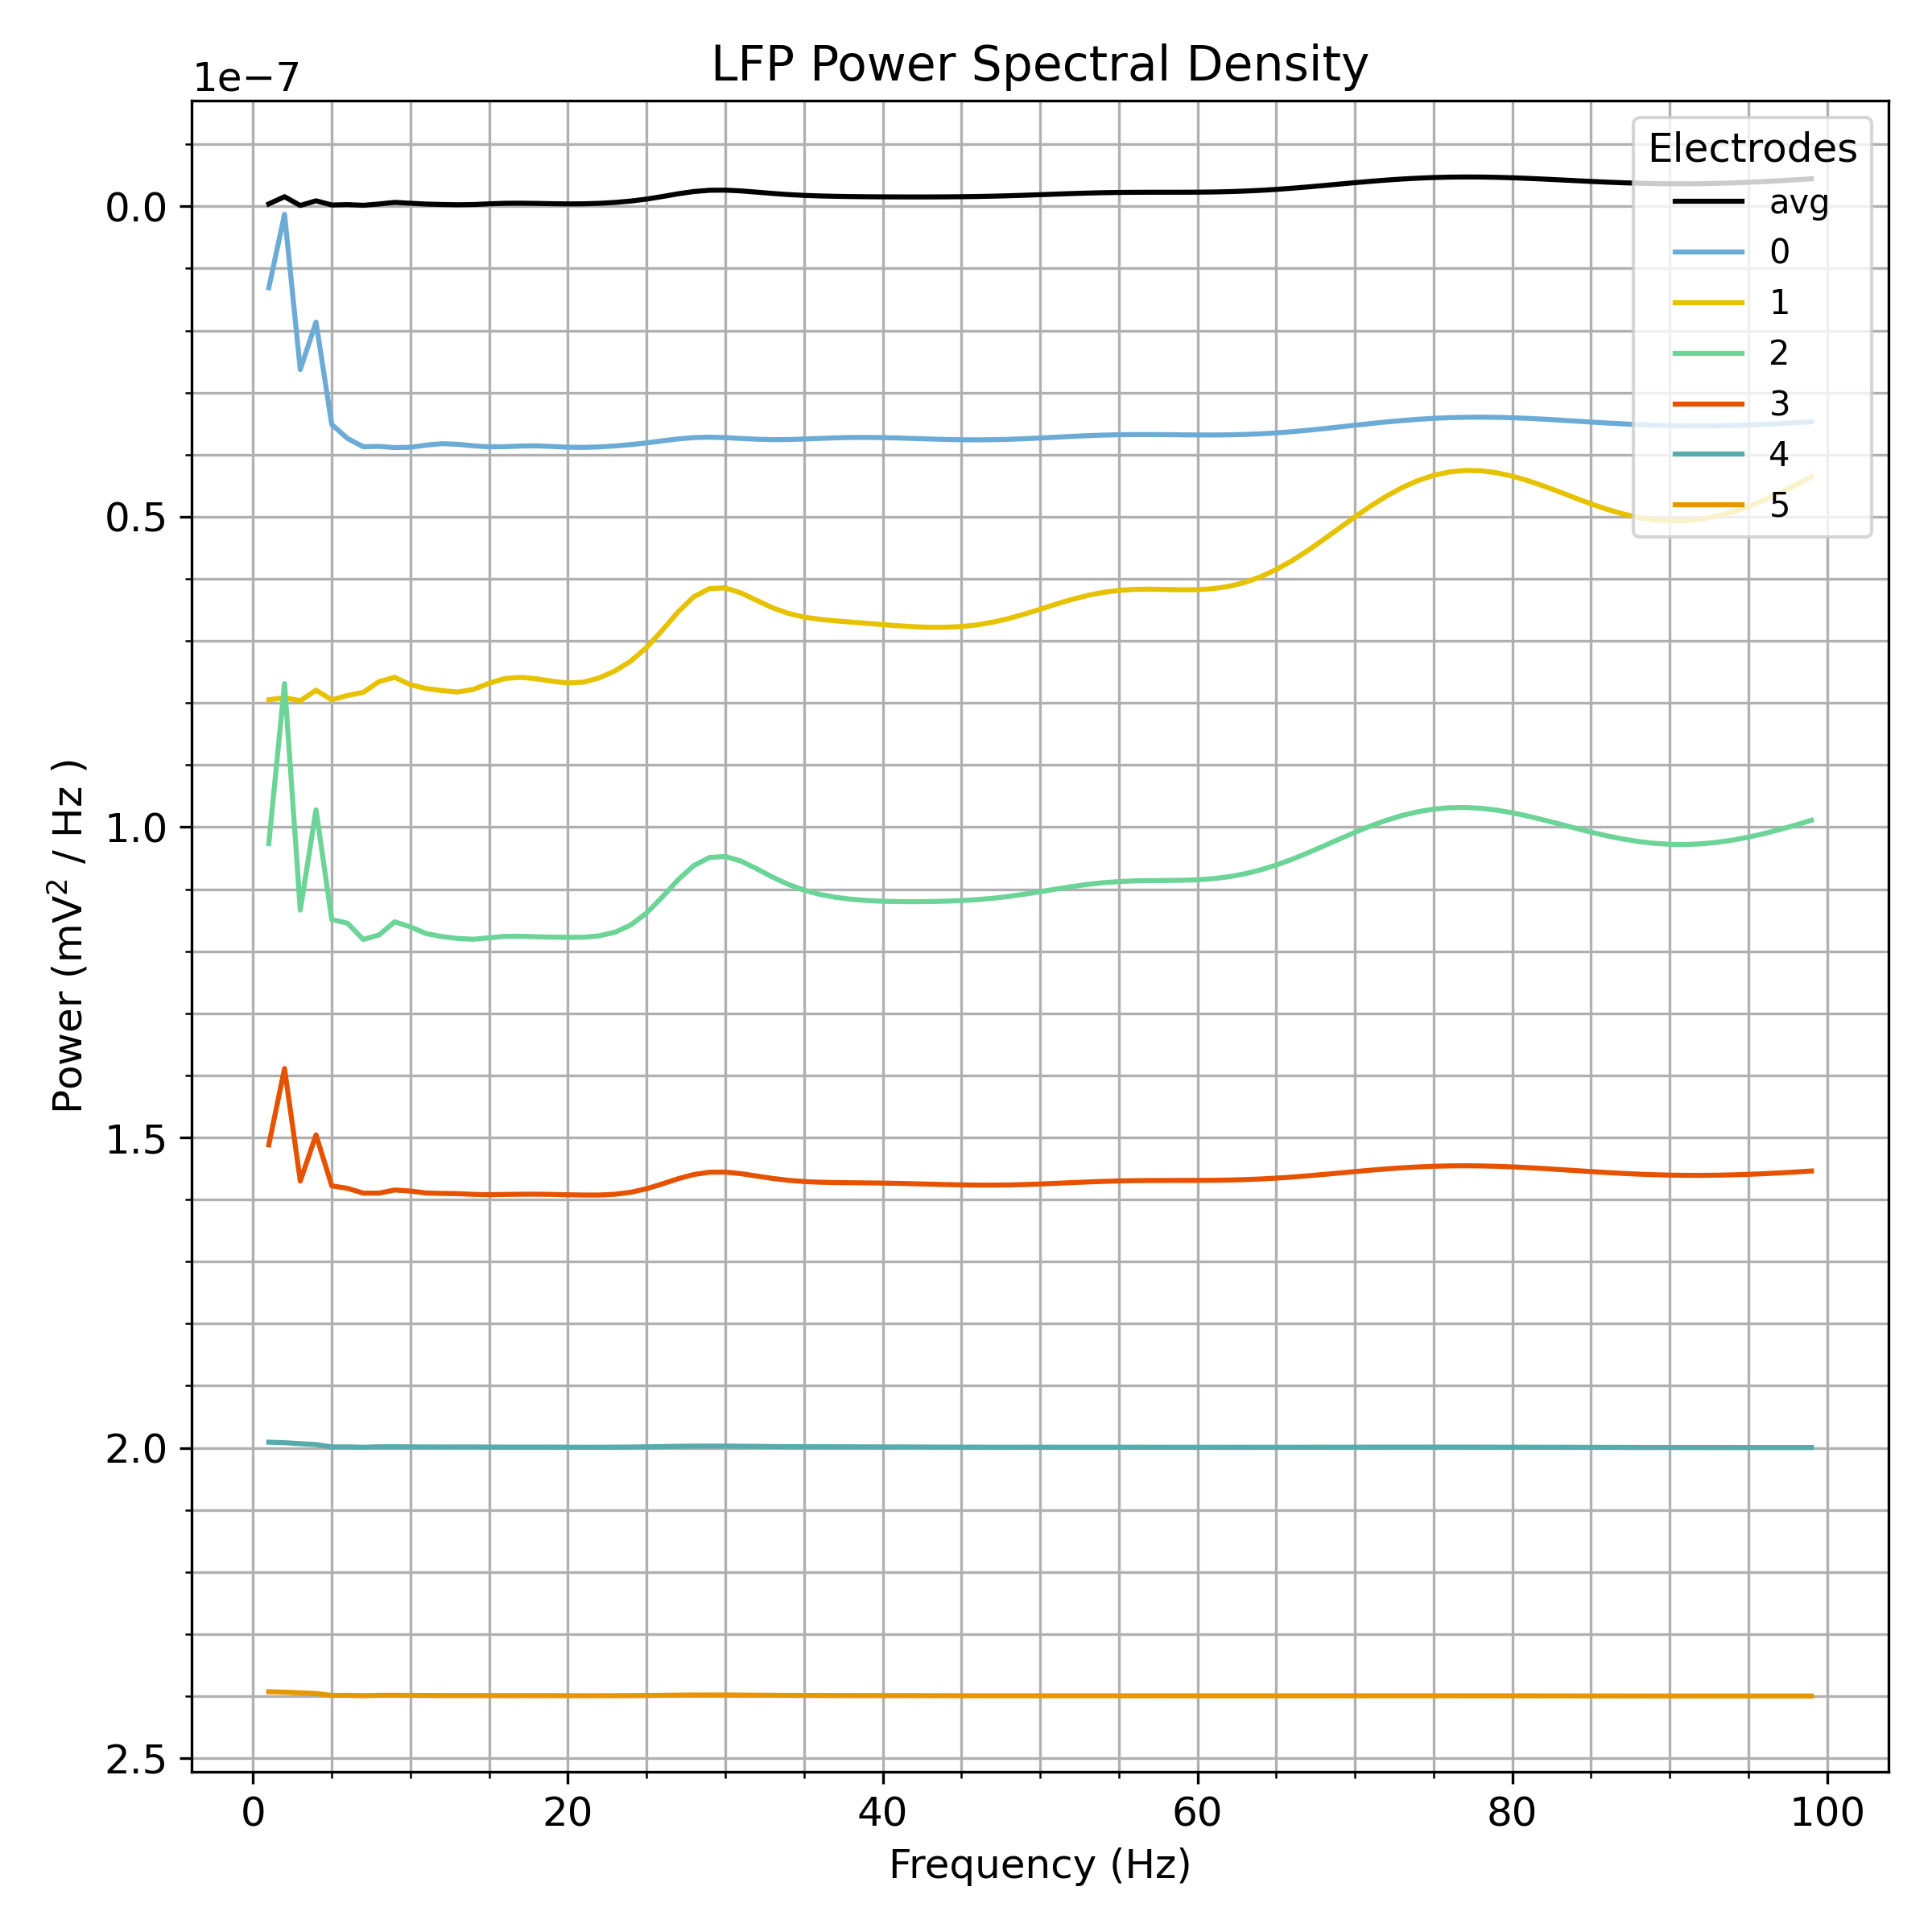 LFP Power Spectral Density
1e−7
Electrodes
avg
0
1
2
3
4
5
0.0
0.5
1.0
1.5
2.0
2.5
Power (mV² / Hz )
0 20 40 60 80 100
Frequency (Hz)